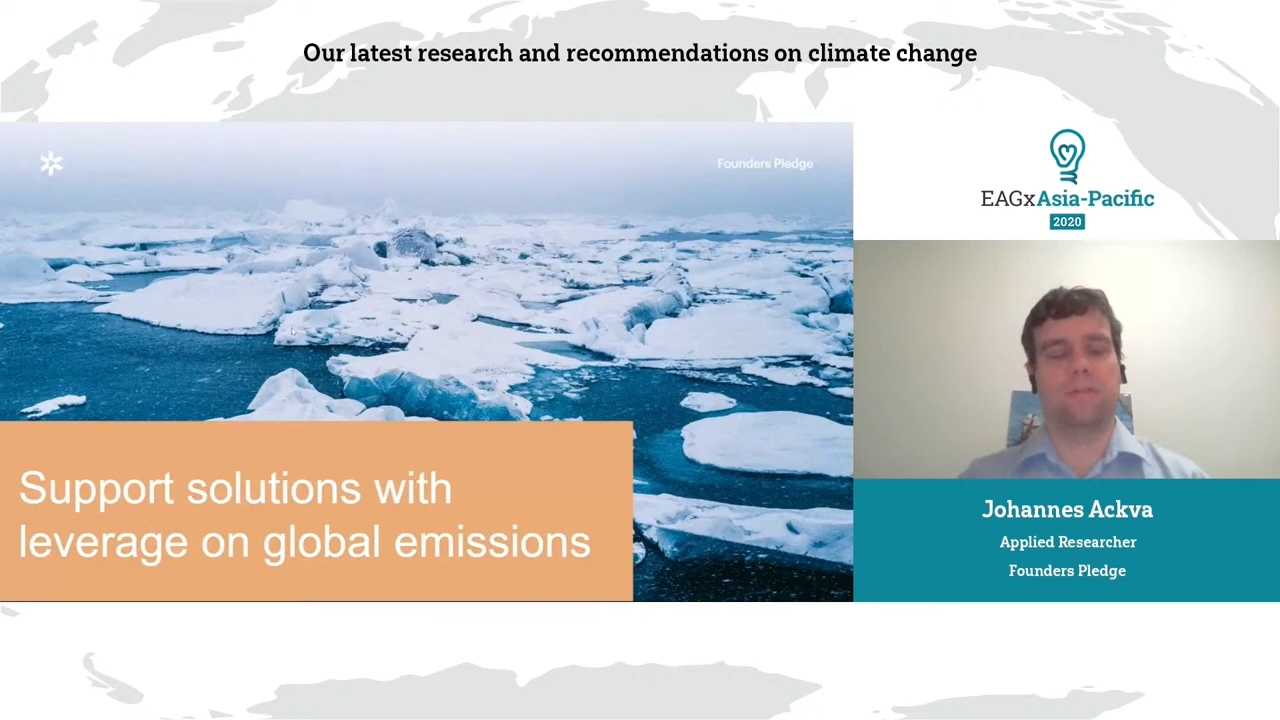 Our latest research and recommendations on climate change
Founders Pledge
EAGxAsia-Pacific
2020
Support solutions with
leverage on global emissions
Johannes Ackva
Applied Researcher
Founders Pledge